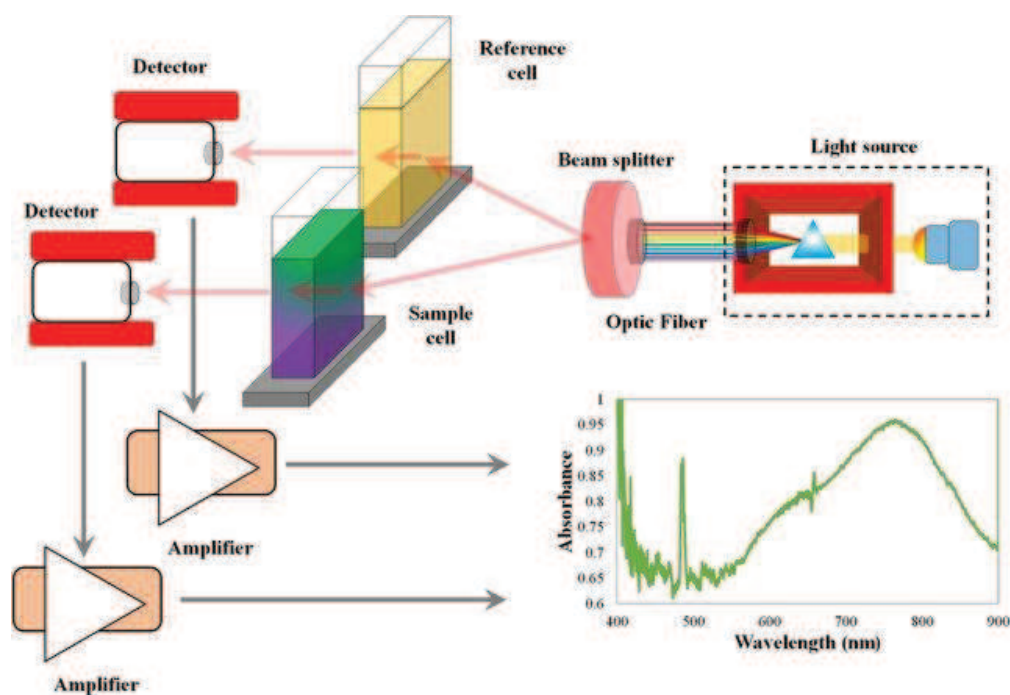 Reference
cell
Detector
Beam splitter
Light source
Detector
Optic Fiber
Sample
cell
Amplifier
Amplifier
1
0.95
0.9
0.85
0.8
0.75
0.7
0.65
0.6
Absorbance
400
500
600
700
800
900
Wavelength (nm)